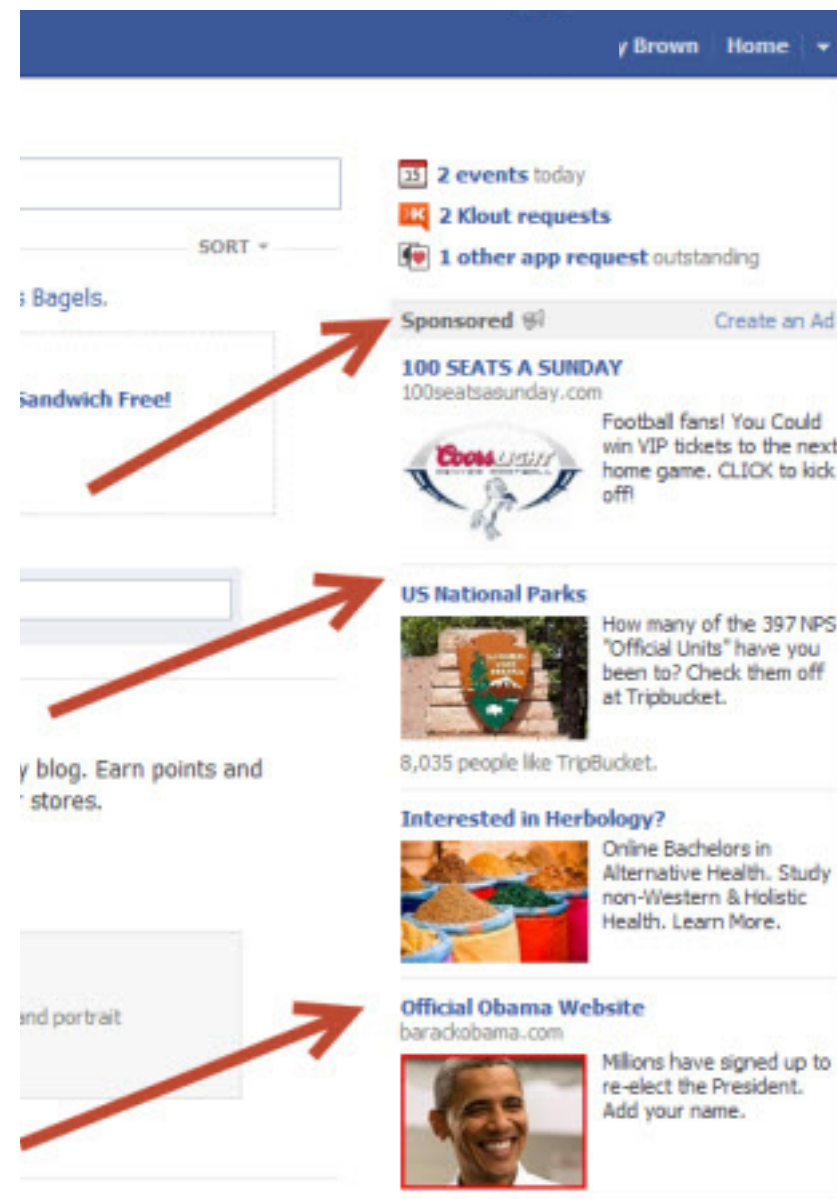 y Brown Home
2 events today
2 Klout requests
SORT
1 other app request outstanding
s Bagels.
Sponsored Create an Ad
100 SEATS A SUNDAY
100seatsasunday.com
Sandwich Free!
Football fans! You Could
win VIP tickets to the next
home game. CLICK to kick
off!
Coors LIGHT
DENVER FOOTBALL
US National Parks
How many of the 397 NPS
"Official Units" have you
been to? Check them off
at Tripbucket.
8,035 people like TripBucket.
y blog. Earn points and
r stores.
Interested in Herbology?
Online Bachelors in
Alternative Health. Study
non-Western & Holistic
Health. Learn More.
and portrait
Official Obama Website
barackobama.com
Millions have signed up to
re-elect the President.
Add your name.